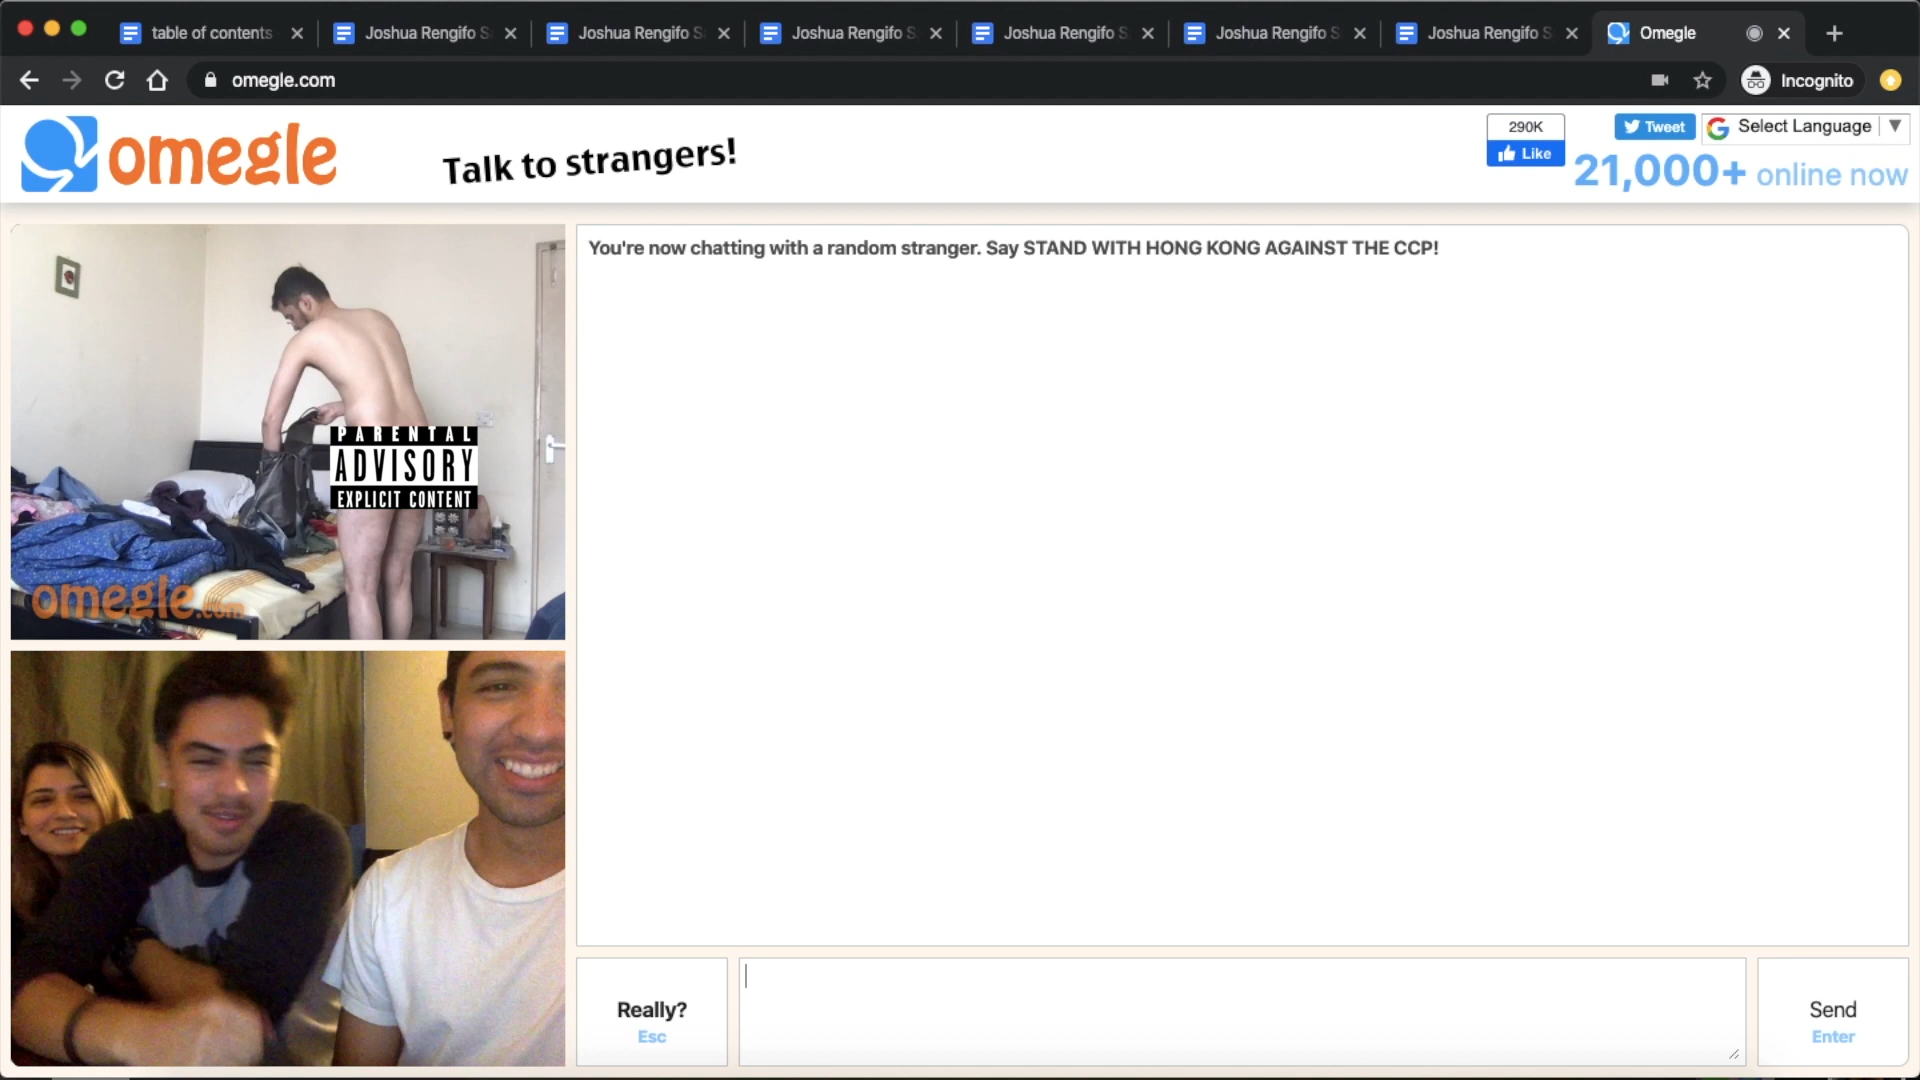 table of contents
Joshua Rengifo S
Joshua Rengifo S
Joshua Rengifo S
Joshua Rengifo S
Joshua Rengifo S
Joshua Rengifo S
Omegle
omegle.com
Incognito
omegle
Talk to strangers!
290K
Like
Tweet
Select Language
21,000+ online now
PARENTAL
ADVISORY
EXPLICIT CONTENT
omegle.com
You're now chatting with a random stranger. Say STAND WITH HONG KONG AGAINST THE CCP!
Really?
Esc
Send
Enter